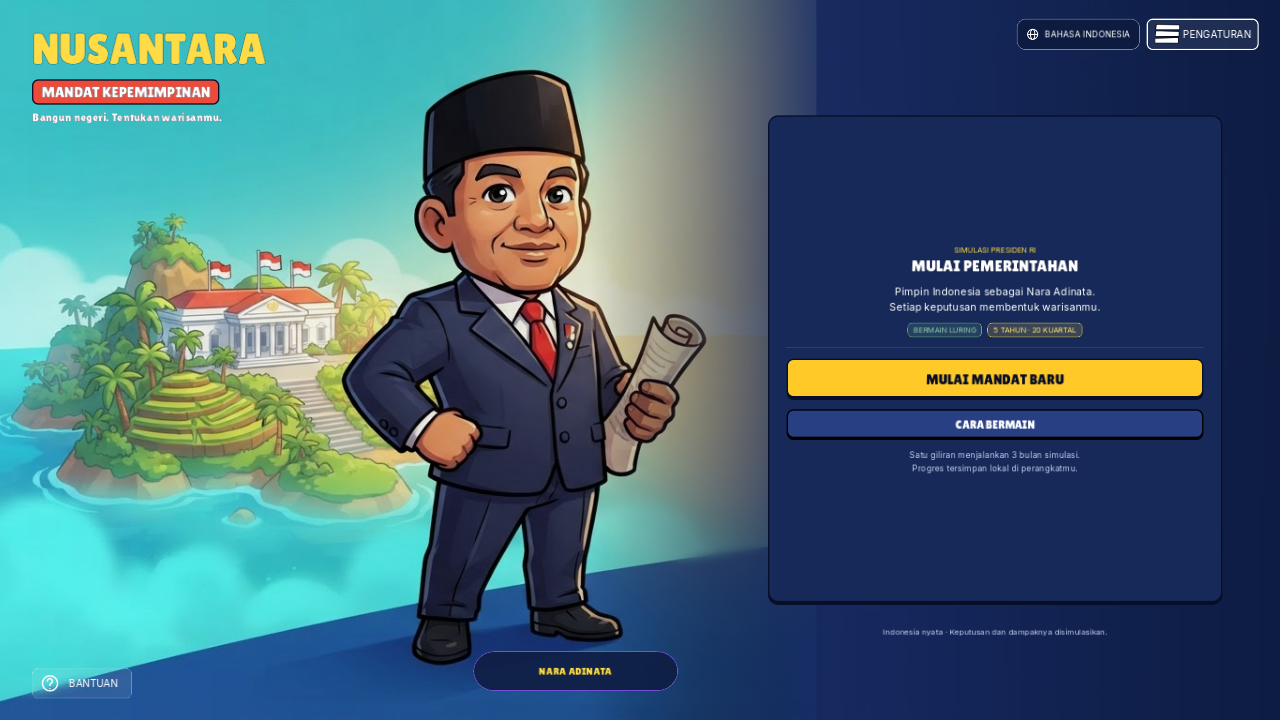 NUSANTARA
MANDAT KEPEMIMPINAN
Bangun negeri. Tentukan warisanmu.
BAHASA INDONESIA
PENGATURAN
SIMULASI PRESIDEN RI
MULAI PEMERINTAHAN
Pimpin Indonesia sebagai Nara Adinata.
Setiap keputusan membentuk warisanmu.
BERMAIN LURING
5 TAHUN · 20 KUARTAL
MULAI MANDAT BARU
CARA BERMAIN
Satu giliran menjalankan 3 bulan simulasi.
Progres tersimpan lokal di perangkatmu.
Indonesia nyata · Keputusan dan dampaknya disimulasikan.
NARA ADINATA
BANTUAN